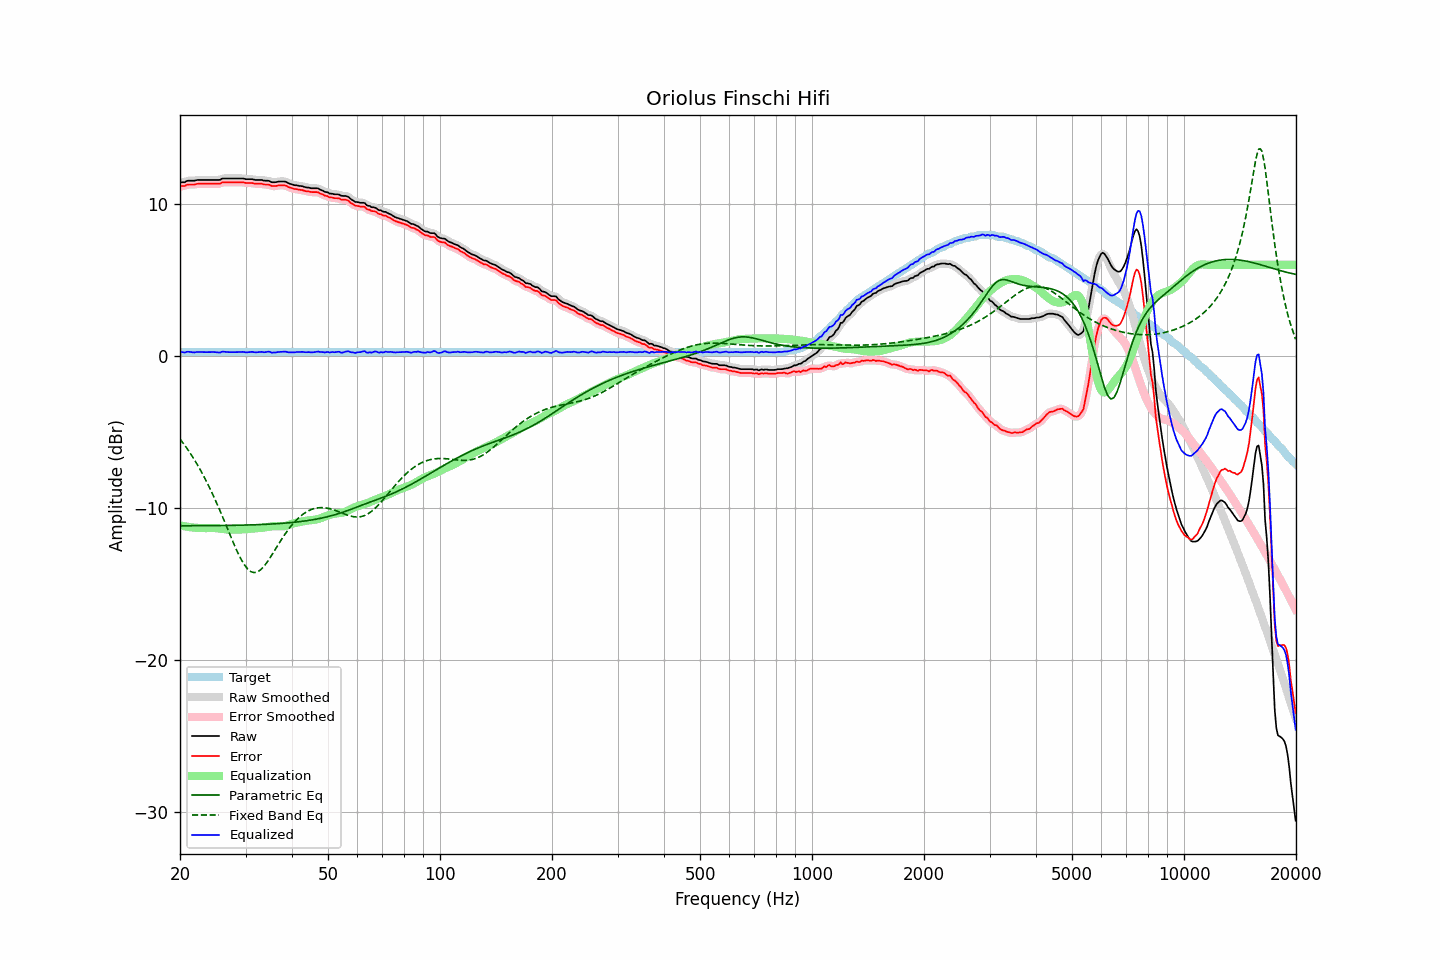 Oriolus Finschi Hifi
Amplitude (dBr)
10
0
−10
−20
−30
Target
Raw Smoothed
Error Smoothed
Raw
Error
Equalization
Parametric Eq
Fixed Band Eq
Equalized
20 50 100 200 500 1000 2000 5000 10000 20000
Frequency (Hz)